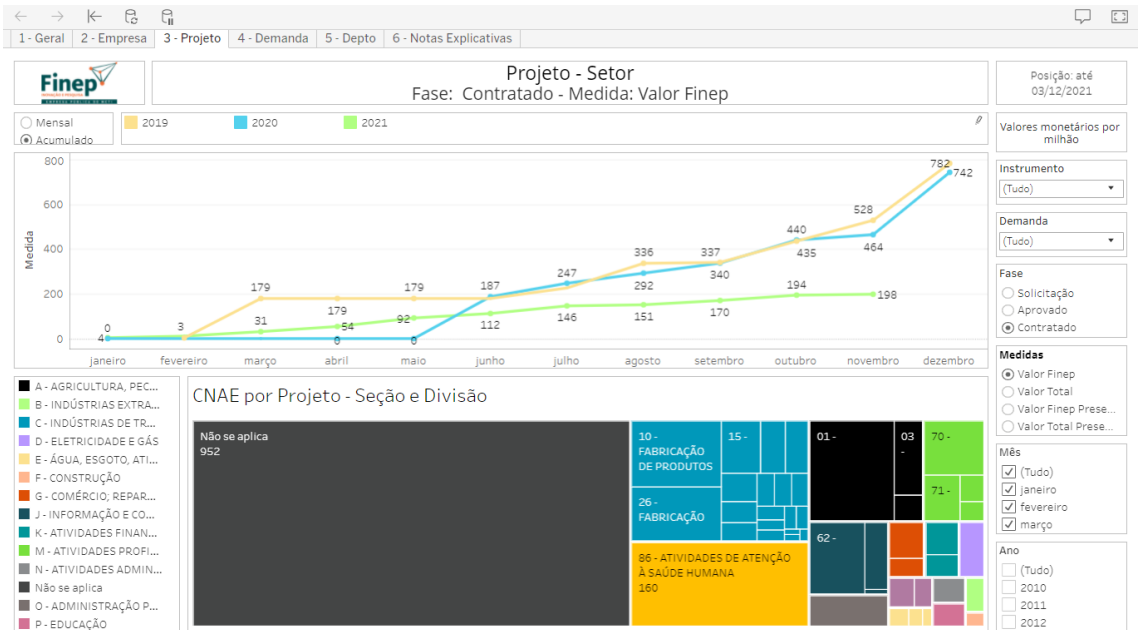 1 - Geral
2 - Empresa
3 - Projeto
4 - Demanda
5 - Depto
6 - Notas Explicativas
Finep
Projeto - Setor
Fase: Contratado - Medida: Valor Finep
Posição: até
03/12/2021
Mensal
Acumulado
2019
2020
2021
Valores monetários por
milhão
Medida
800
600
400
200
0
0
4
3
179
31
179
54
0
179
92
0
187
112
247
146
336
292
151
337
340
170
440
435
194
528
464
198
782
742
janeiro
fevereiro
março
abril
maio
junho
julho
agosto
setembro
outubro
novembro
dezembro
Instrumento
(Tudo)
Demanda
(Tudo)
Fase
Solicitação
Aprovado
Contratado
Medidas
Valor Finep
Valor Total
Valor Finep Prese...
Valor Total Prese...
Mês
(Tudo)
janeiro
fevereiro
março
Ano
(Tudo)
2010
2011
2012
A - AGRICULTURA, PEC...
B - INDÚSTRIAS EXTRA...
C - INDÚSTRIAS DE TR...
D - ELETRICIDADE E GÁS
E - ÁGUA, ESGOTO, ATI...
F - CONSTRUÇÃO
G - COMÉRCIO; REPAR...
J - INFORMAÇÃO E CO...
K - ATIVIDADES FINAN...
M - ATIVIDADES PROFI...
N - ATIVIDADES ADMIN...
Não se aplica
O - ADMINISTRAÇÃO P...
P - EDUCAÇÃO
CNAE por Projeto - Seção e Divisão
Não se aplica
952
10 -
FABRICAÇÃO
DE PRODUTOS
15 -
26 -
FABRICAÇÃO
86 - ATIVIDADES DE ATENÇÃO
À SAÚDE HUMANA
160
01 -
03
-
70 -
71 -
62 -